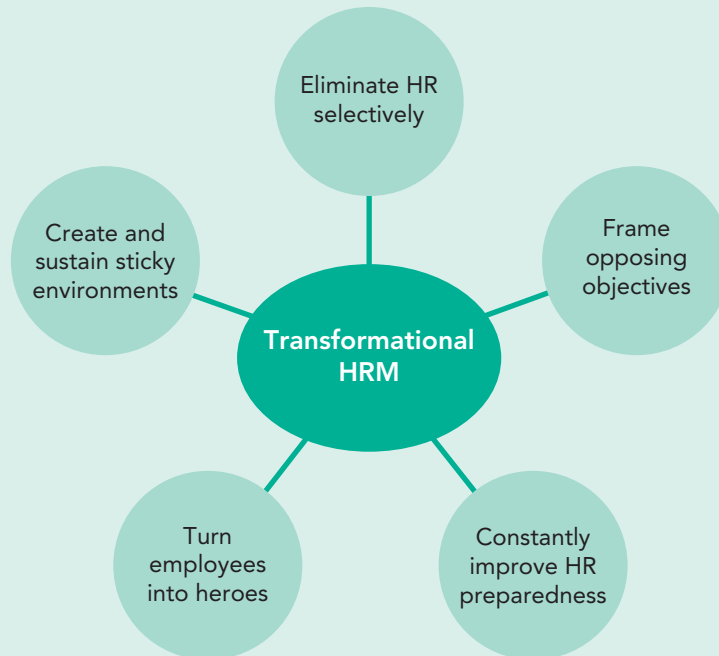 Eliminate HR
selectively
Create and
sustain sticky
environments
Frame
opposing
objectives
Transformational
HRM
Turn
employees
into heroes
Constantly
improve HR
preparedness